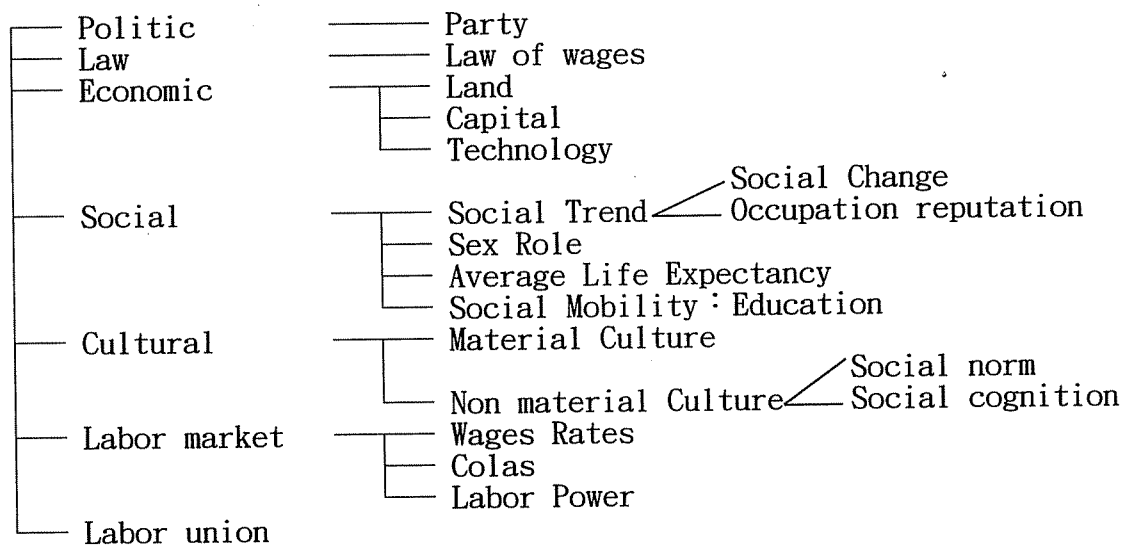 Politic Party
Law Law of wages
Economic Land
Capital
Technology
Social Change
Social Social Trend Occupation reputation
Sex Role
Average Life Expectancy
Social Mobility：Education
Cultural Material Culture
Social norm
Non material Culture Social cognition
Labor market Wages Rates
Colas
Labor Power
Labor union